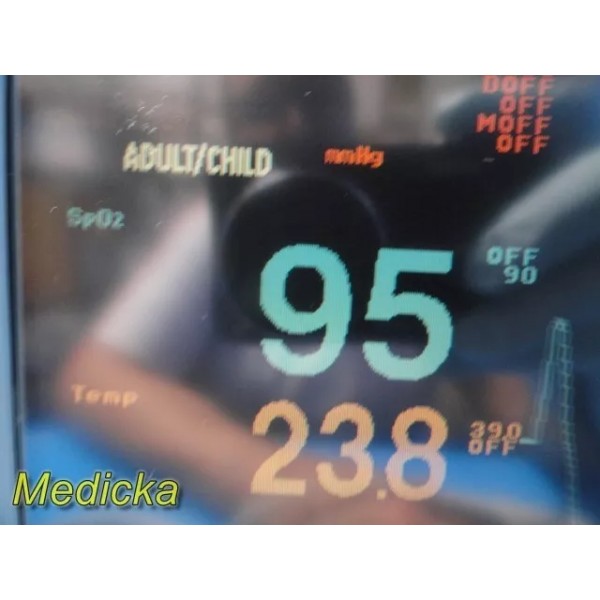 DOFF
OFF
MOFF
OFF
ADULT/CHILD mmHg
SpO2
95
OFF
90
Temp
23.8
39.0
OFF
Medicka